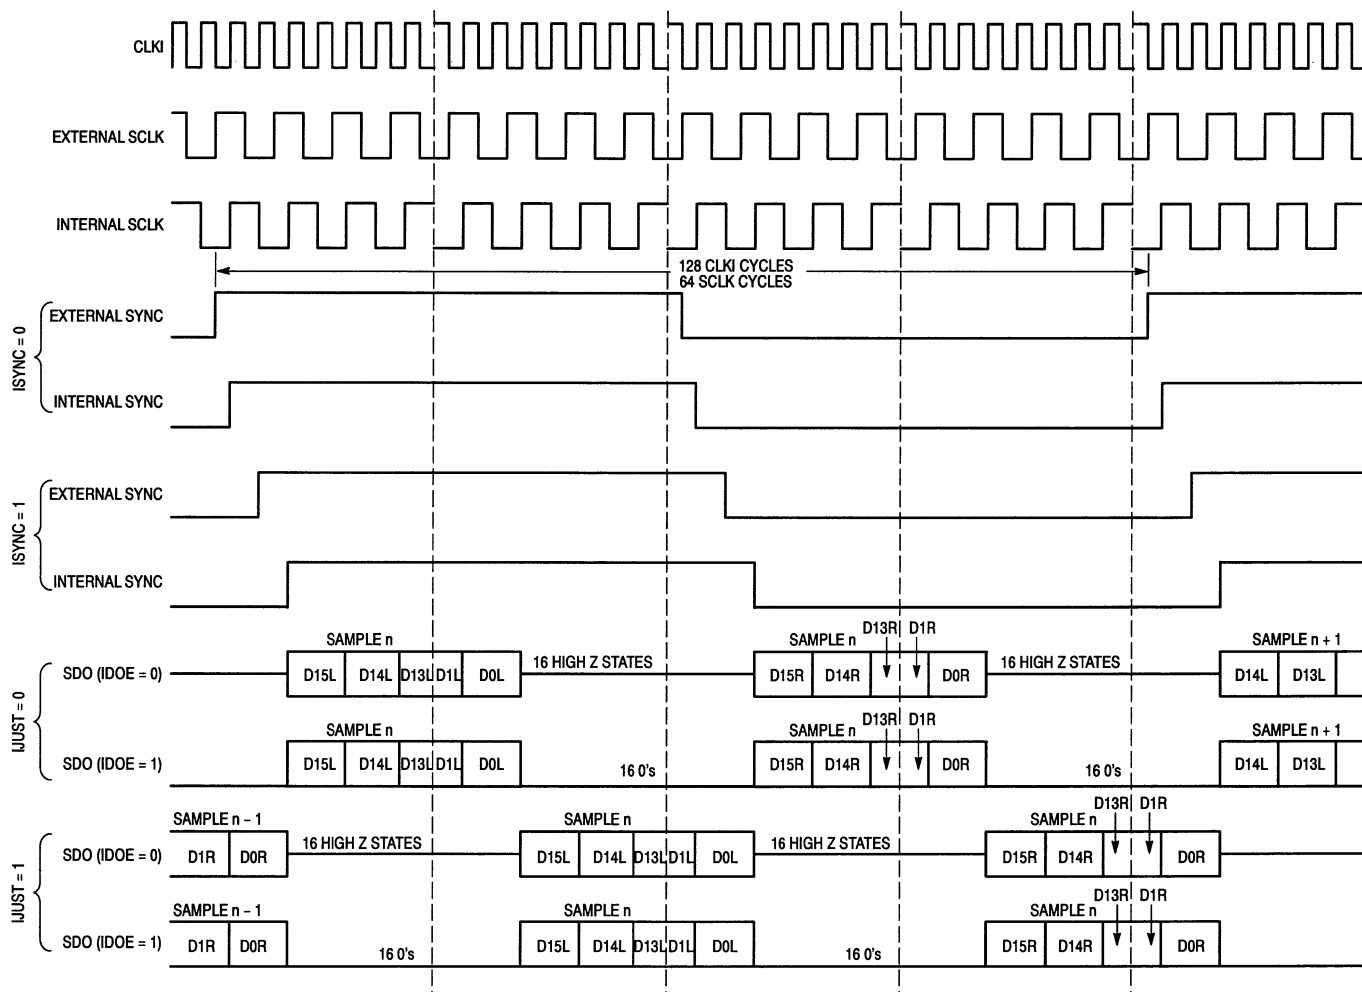 CLKI
EXTERNAL SCLK
INTERNAL SCLK
128 CLKI CYCLES
64 SCLK CYCLES
ISYNC = 0
EXTERNAL SYNC
INTERNAL SYNC
ISYNC = 1
EXTERNAL SYNC
INTERNAL SYNC
IJUST = 0
SAMPLE n
SAMPLE n
D13R
D1R
SAMPLE n + 1
SDO (IDOE = 0)
D15L D14L D13L D1L D0L
16 HIGH Z STATES
D15R D14R D0R
16 HIGH Z STATES
D14L D13L
SAMPLE n
SAMPLE n
D13R
D1R
SAMPLE n + 1
SDO (IDOE = 1)
D15L D14L D13L D1L D0L
16 0's
D15R D14R D0R
16 0's
D14L D13L
IJUST = 1
SAMPLE n – 1
SAMPLE n
SAMPLE n
D13R
D1R
SDO (IDOE = 0)
D1R D0R
16 HIGH Z STATES
D15L D14L D13L D1L D0L
16 HIGH Z STATES
D15R D14R D0R
SAMPLE n – 1
SAMPLE n
SAMPLE n
D13R
D1R
SDO (IDOE = 1)
D1R D0R
16 0's
D15L D14L D13L D1L D0L
16 0's
D15R D14R D0R